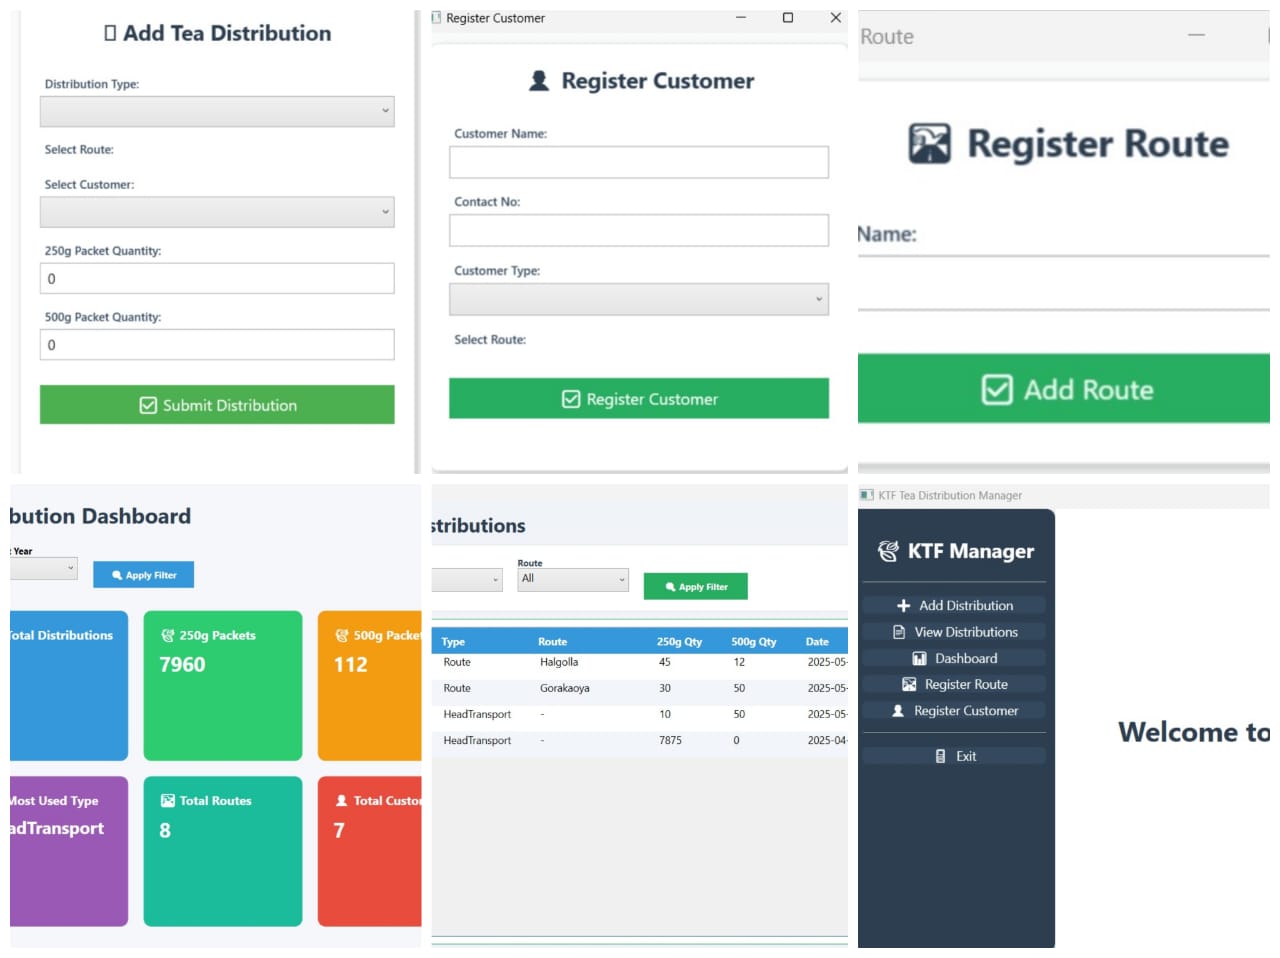 Add Tea Distribution
Distribution Type:
Select Route:
Select Customer:
250g Packet Quantity:
0
500g Packet Quantity:
0
Submit Distribution
Register Customer
Register Customer
Customer Name:
Contact No:
Customer Type:
Select Route:
Register Customer
Route
Register Route
Name:
Add Route
bution Dashboard
t Year
Apply Filter
Total Distributions
250g Packets
7960
500g Packet
112
Most Used Type
adTransport
Total Routes
8
Total Custo
7
stributions
Route
All
Apply Filter
Type Route 250g Qty 500g Qty Date
Route Halgolla 45 12 2025-05-
Route Gorakaoya 30 50 2025-05-
HeadTransport - 10 50 2025-05-
HeadTransport - 7875 0 2025-04-
KTF Tea Distribution Manager
KTF Manager
Add Distribution
View Distributions
Dashboard
Register Route
Register Customer
Exit
Welcome to